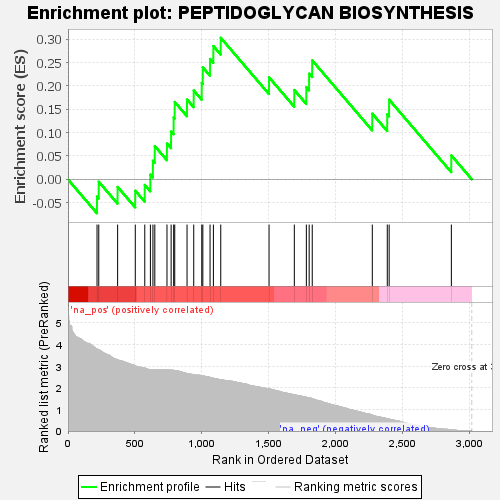 Enrichment plot: PEPTIDOGLYCAN BIOSYNTHESIS
Enrichment score (ES)
0.30
0.25
0.20
0.15
0.10
0.05
0.00
-0.05
'na_pos' (positively correlated)
Ranked list metric (PreRanked)
5
4
3
2
1
0
Zero cross at 3
'na_neg' (negatively correlated)
0
500
1,000
1,500
2,000
2,500
3,000
Rank in Ordered Dataset
Enrichment profile
Hits
Ranking metric scores